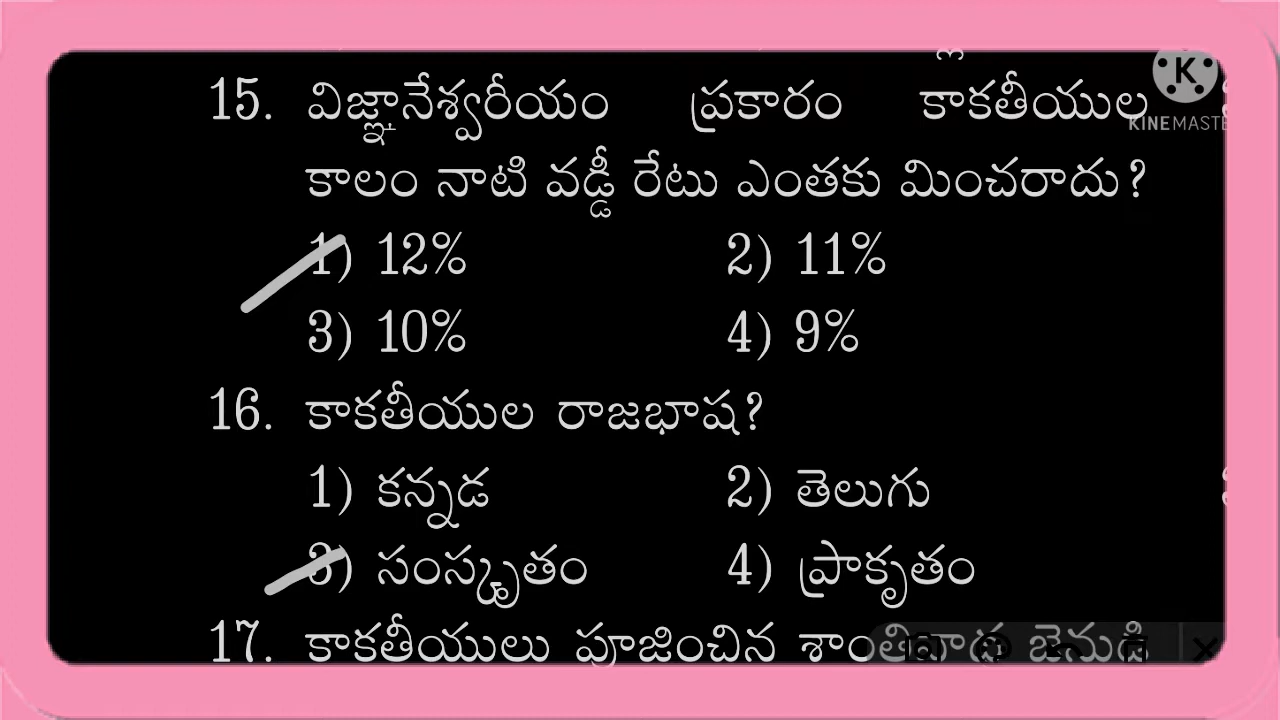 15. విజ్ఞానేశ్వరీయం ప్రకారం కాకతీయుల
KINEMASTE
కాలం నాటి వడ్డీ రేటు ఎంతకు మించరాదు?
1) 12% 2) 11%
3) 10% 4) 9%
16. కాకతీయుల రాజభాష?
1) కన్నడ 2) తెలుగు
3) సంస్కృతం 4) ప్రాకృతం
17. కాకతీయులు పూజించిన శాంతినాథ జైనుడి